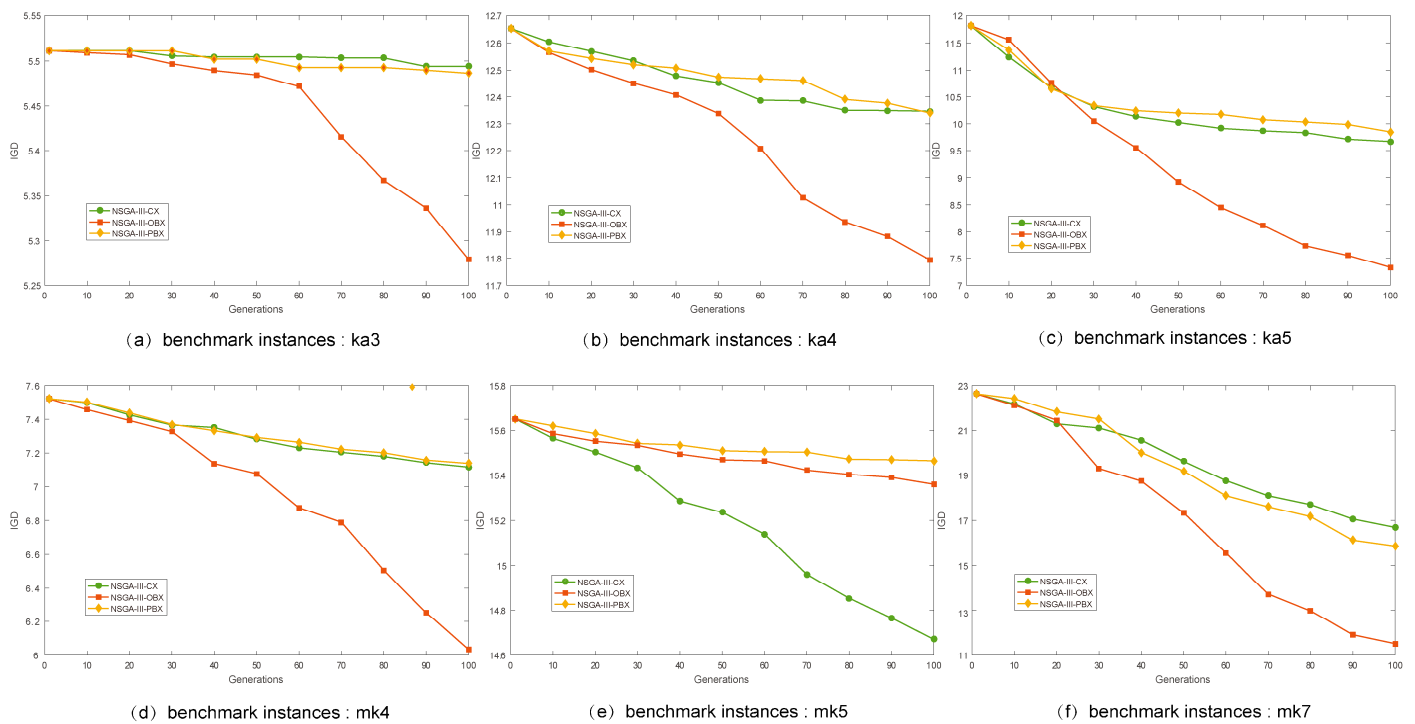 5.55
5.5
5.45
5.4
5.35
5.3
5.25
IGD
0 10 20 30 40 50 60 70 80 90 100
Generations
NSGA-III-CX
NSGA-III-OBX
NSGA-III-PBX
(a) benchmark instances : ka3
12.7
12.6
12.5
12.4
12.3
12.2
12.1
11
11.8
11.7
IGD
0 10 20 30 40 50 60 70 80 90 100
Generations
NSGA-III-CX
NSGA-III-OBX
NSGA-III-PBX
(b) benchmark instances : ka4
12
11.5
11
10.5
10
9.5
9
8.5
8
7.5
7
IGD
0 10 20 30 40 50 60 70 80 90 100
Generations
NSGA-III-CX
NSGA-III-OBX
NSGA-III-PBX
(c) benchmark instances : ka5
7.6
7.4
7.2
7
6.8
6.6
6.4
6.2
6
IGD
0 10 20 30 40 50 60 70 80 90 100
Generations
NSGA-III-CX
NSGA-III-OBX
NSGA-III-PBX
(d) benchmark instances : mk4
15.8
15.6
15.4
15.2
15
14.8
14.6
IGD
0 10 20 30 40 50 60 70 80 90 100
Generations
NSGA-III-CX
NSGA-III-OBX
NSGA-III-PBX
(e) benchmark instances : mk5
23
21
19
17
15
13
11
IGD
0 10 20 30 40 50 60 70 80 90 100
Generations
NSGA-III-CX
NSGA-III-OBX
NSGA-III-PBX
(f) benchmark instances : mk7